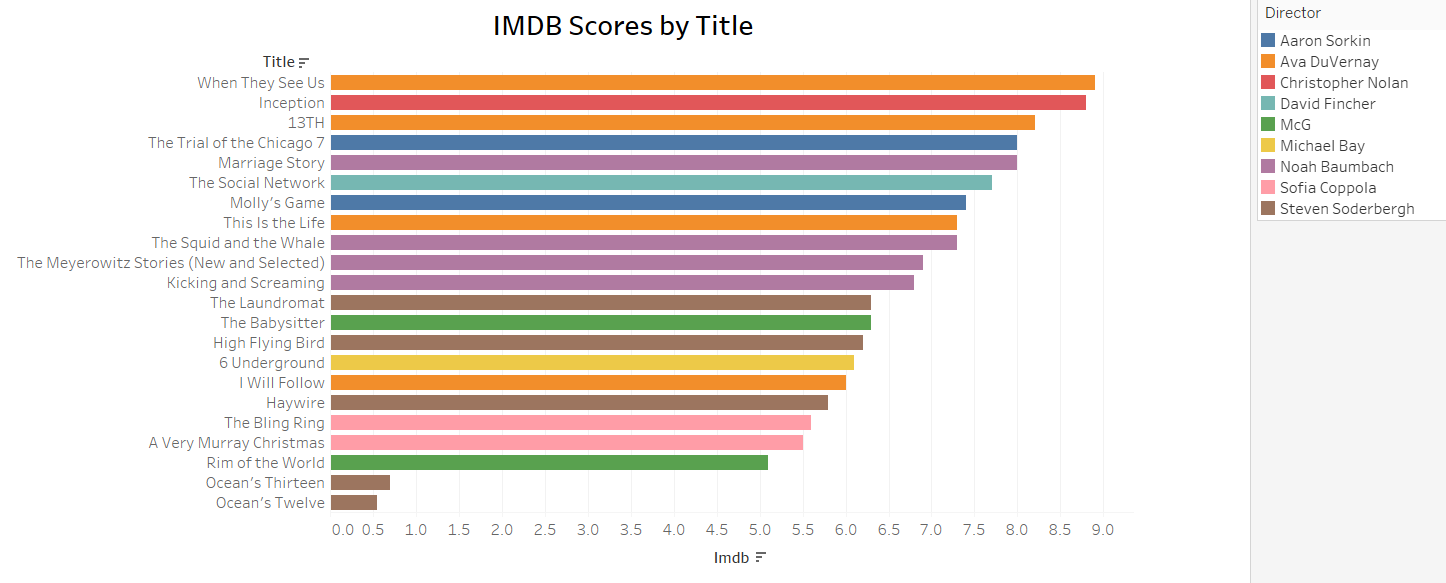 IMDB Scores by Title
Title
When They See Us
Inception
13TH
The Trial of the Chicago 7
Marriage Story
The Social Network
Molly's Game
This Is the Life
The Squid and the Whale
The Meyerowitz Stories (New and Selected)
Kicking and Screaming
The Laundromat
The Babysitter
High Flying Bird
6 Underground
I Will Follow
Haywire
The Bling Ring
A Very Murray Christmas
Rim of the World
Ocean's Thirteen
Ocean's Twelve
0.0 0.5 1.0 1.5 2.0 2.5 3.0 3.5 4.0 4.5 5.0 5.5 6.0 6.5 7.0 7.5 8.0 8.5 9.0
Imdb
Director
Aaron Sorkin
Ava DuVernay
Christopher Nolan
David Fincher
McG
Michael Bay
Noah Baumbach
Sofia Coppola
Steven Soderbergh